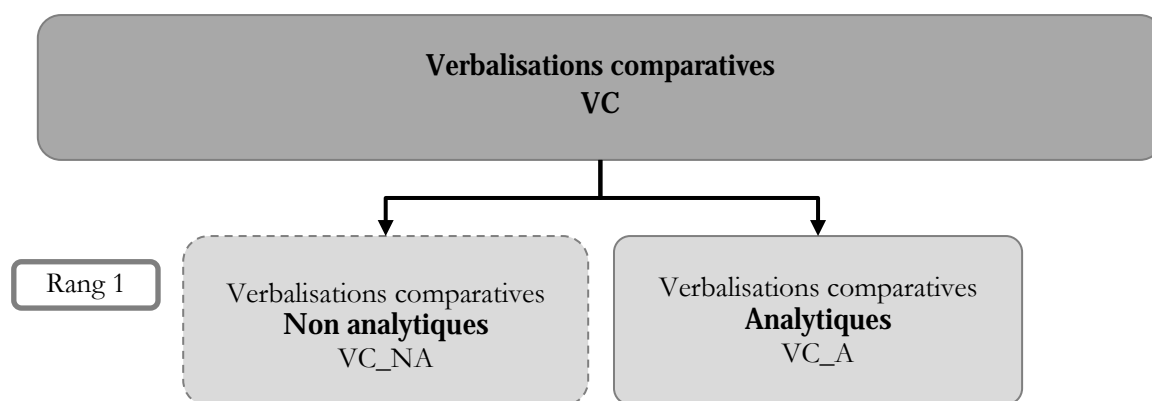 Verbalisations comparatives
VC
Rang 1
Verbalisations comparatives
Non analytiques
VC_NA
Verbalisations comparatives
Analytiques
VC_A